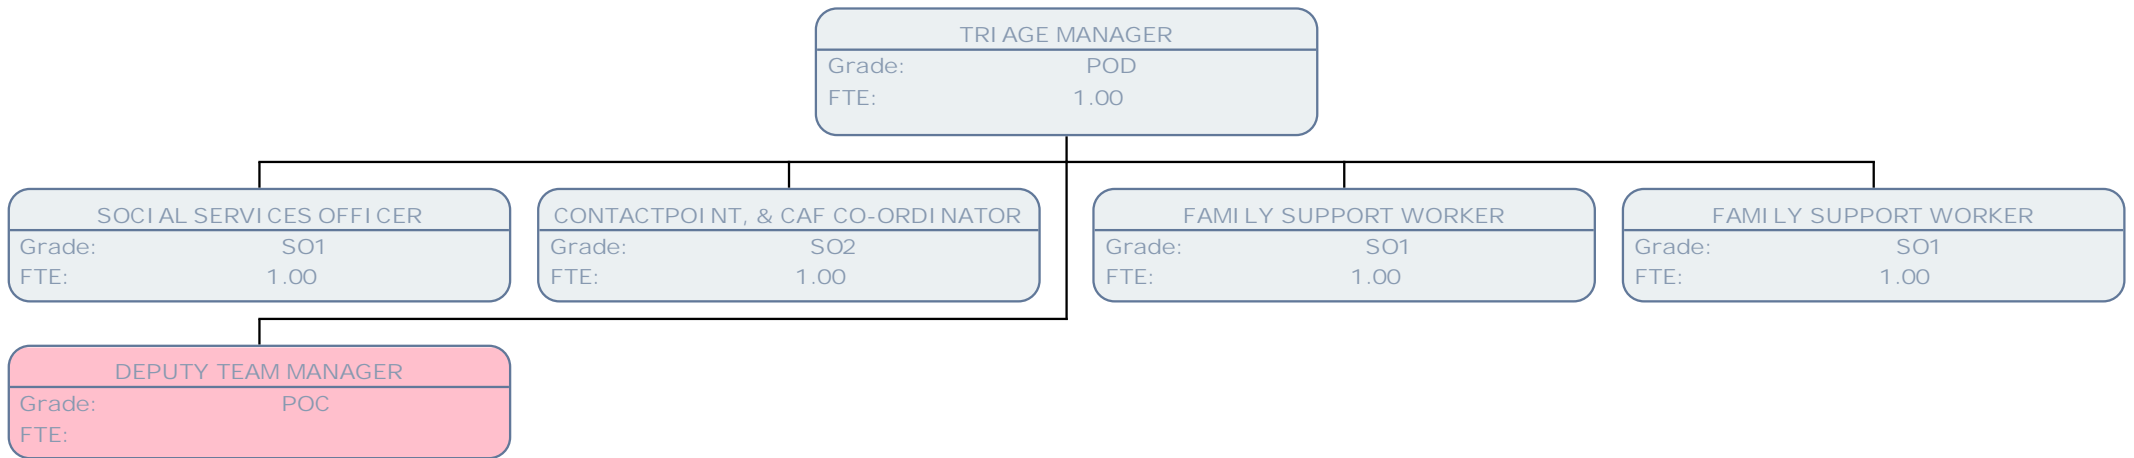 TRIAGE MANAGER
Grade: POD
FTE: 1.00
SOCIAL SERVICES OFFICER
Grade: SO1
FTE: 1.00
CONTACTPOINT, & CAF CO-ORDINATOR
Grade: SO2
FTE: 1.00
FAMILY SUPPORT WORKER
Grade: SO1
FTE: 1.00
FAMILY SUPPORT WORKER
Grade: SO1
FTE: 1.00
DEPUTY TEAM MANAGER
Grade: POC
FTE: